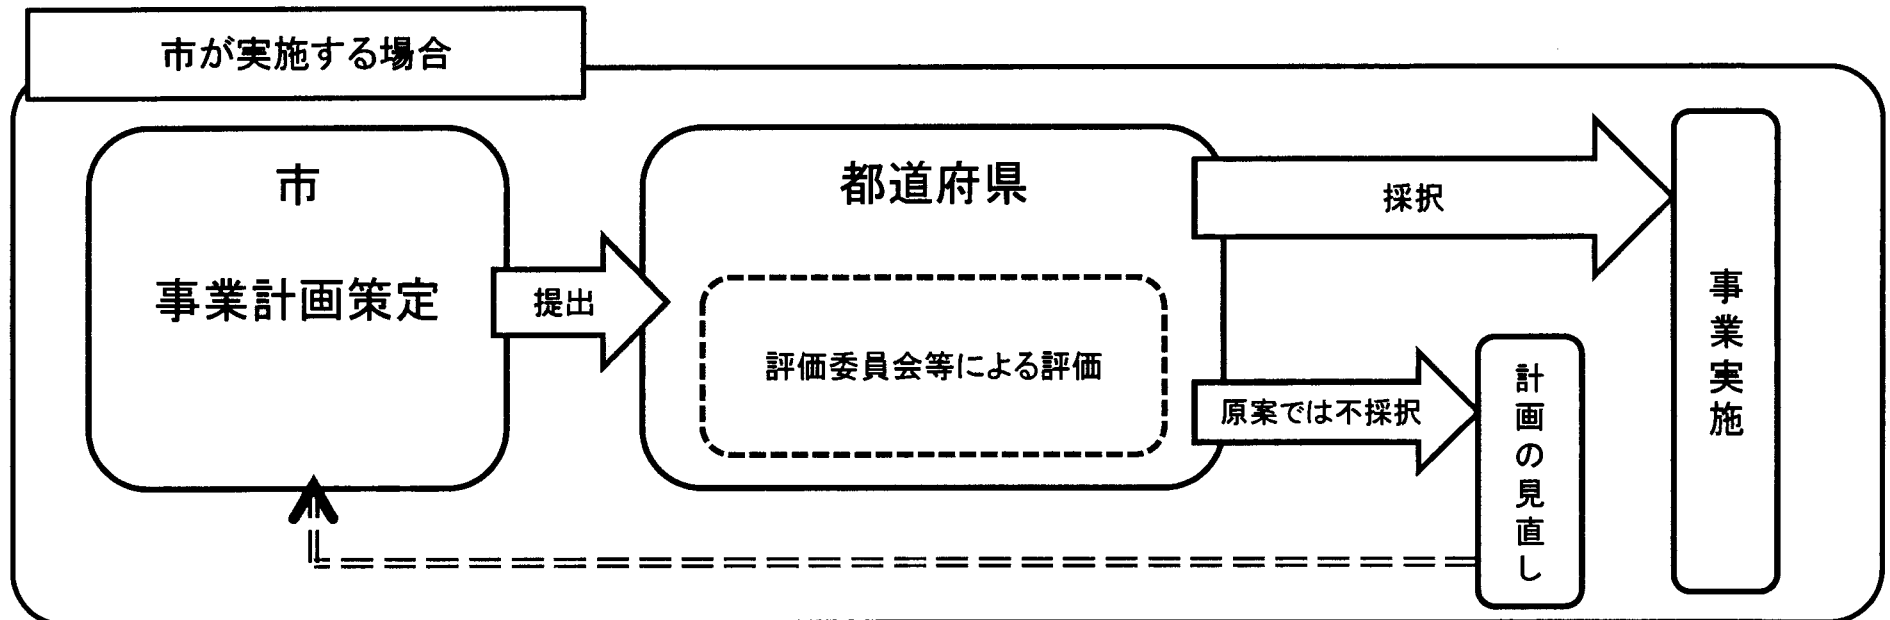 市が実施する場合
市
事業計画策定
提出
都道府県
評価委員会等による評価
採択
原案では不採択
計画の見直し
事業実施